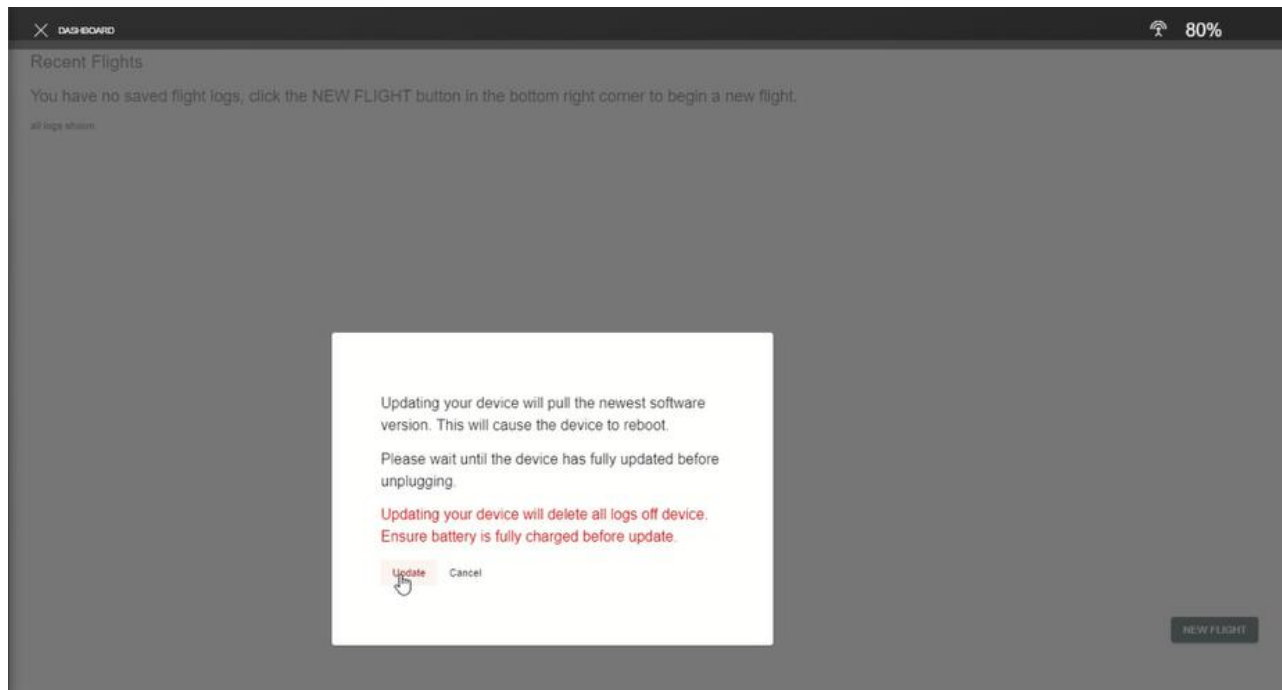 DASHBOARD
80%
Recent Flights
You have no saved flight logs, click the NEW FLIGHT button in the bottom right corner to begin a new flight.
all logs shown
Updating your device will pull the newest software
version. This will cause the device to reboot.
Please wait until the device has fully updated before
unplugging.
Updating your device will delete all logs off device.
Ensure battery is fully charged before update.
Update Cancel
NEW FLIGHT